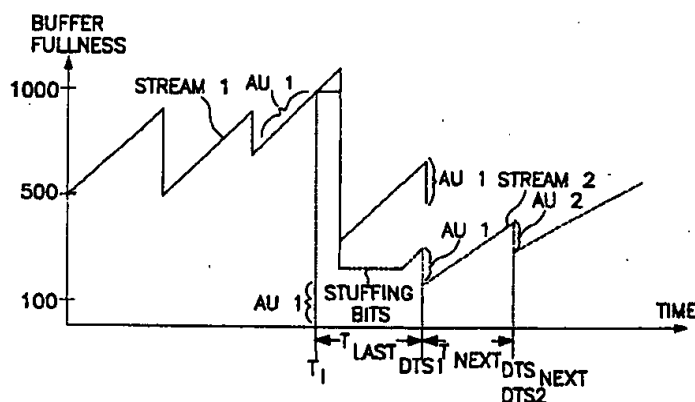 BUFFER
FULLNESS
1000
STREAM 1
AU 1
500
AU 1
STREAM 2
AU 2
AU 1
100
AU 1
STUFFING
BITS
TIME
T LAST
T NEXT
T1
DTS1
DTS NEXT
DTS2